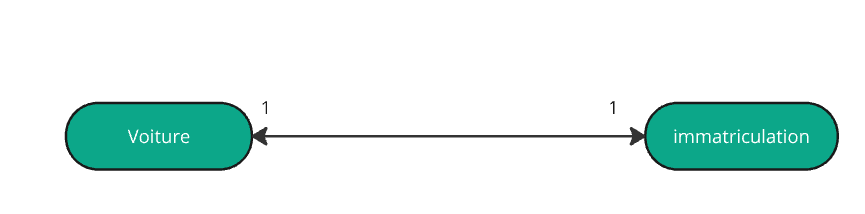 1
1
Voiture
immatriculation